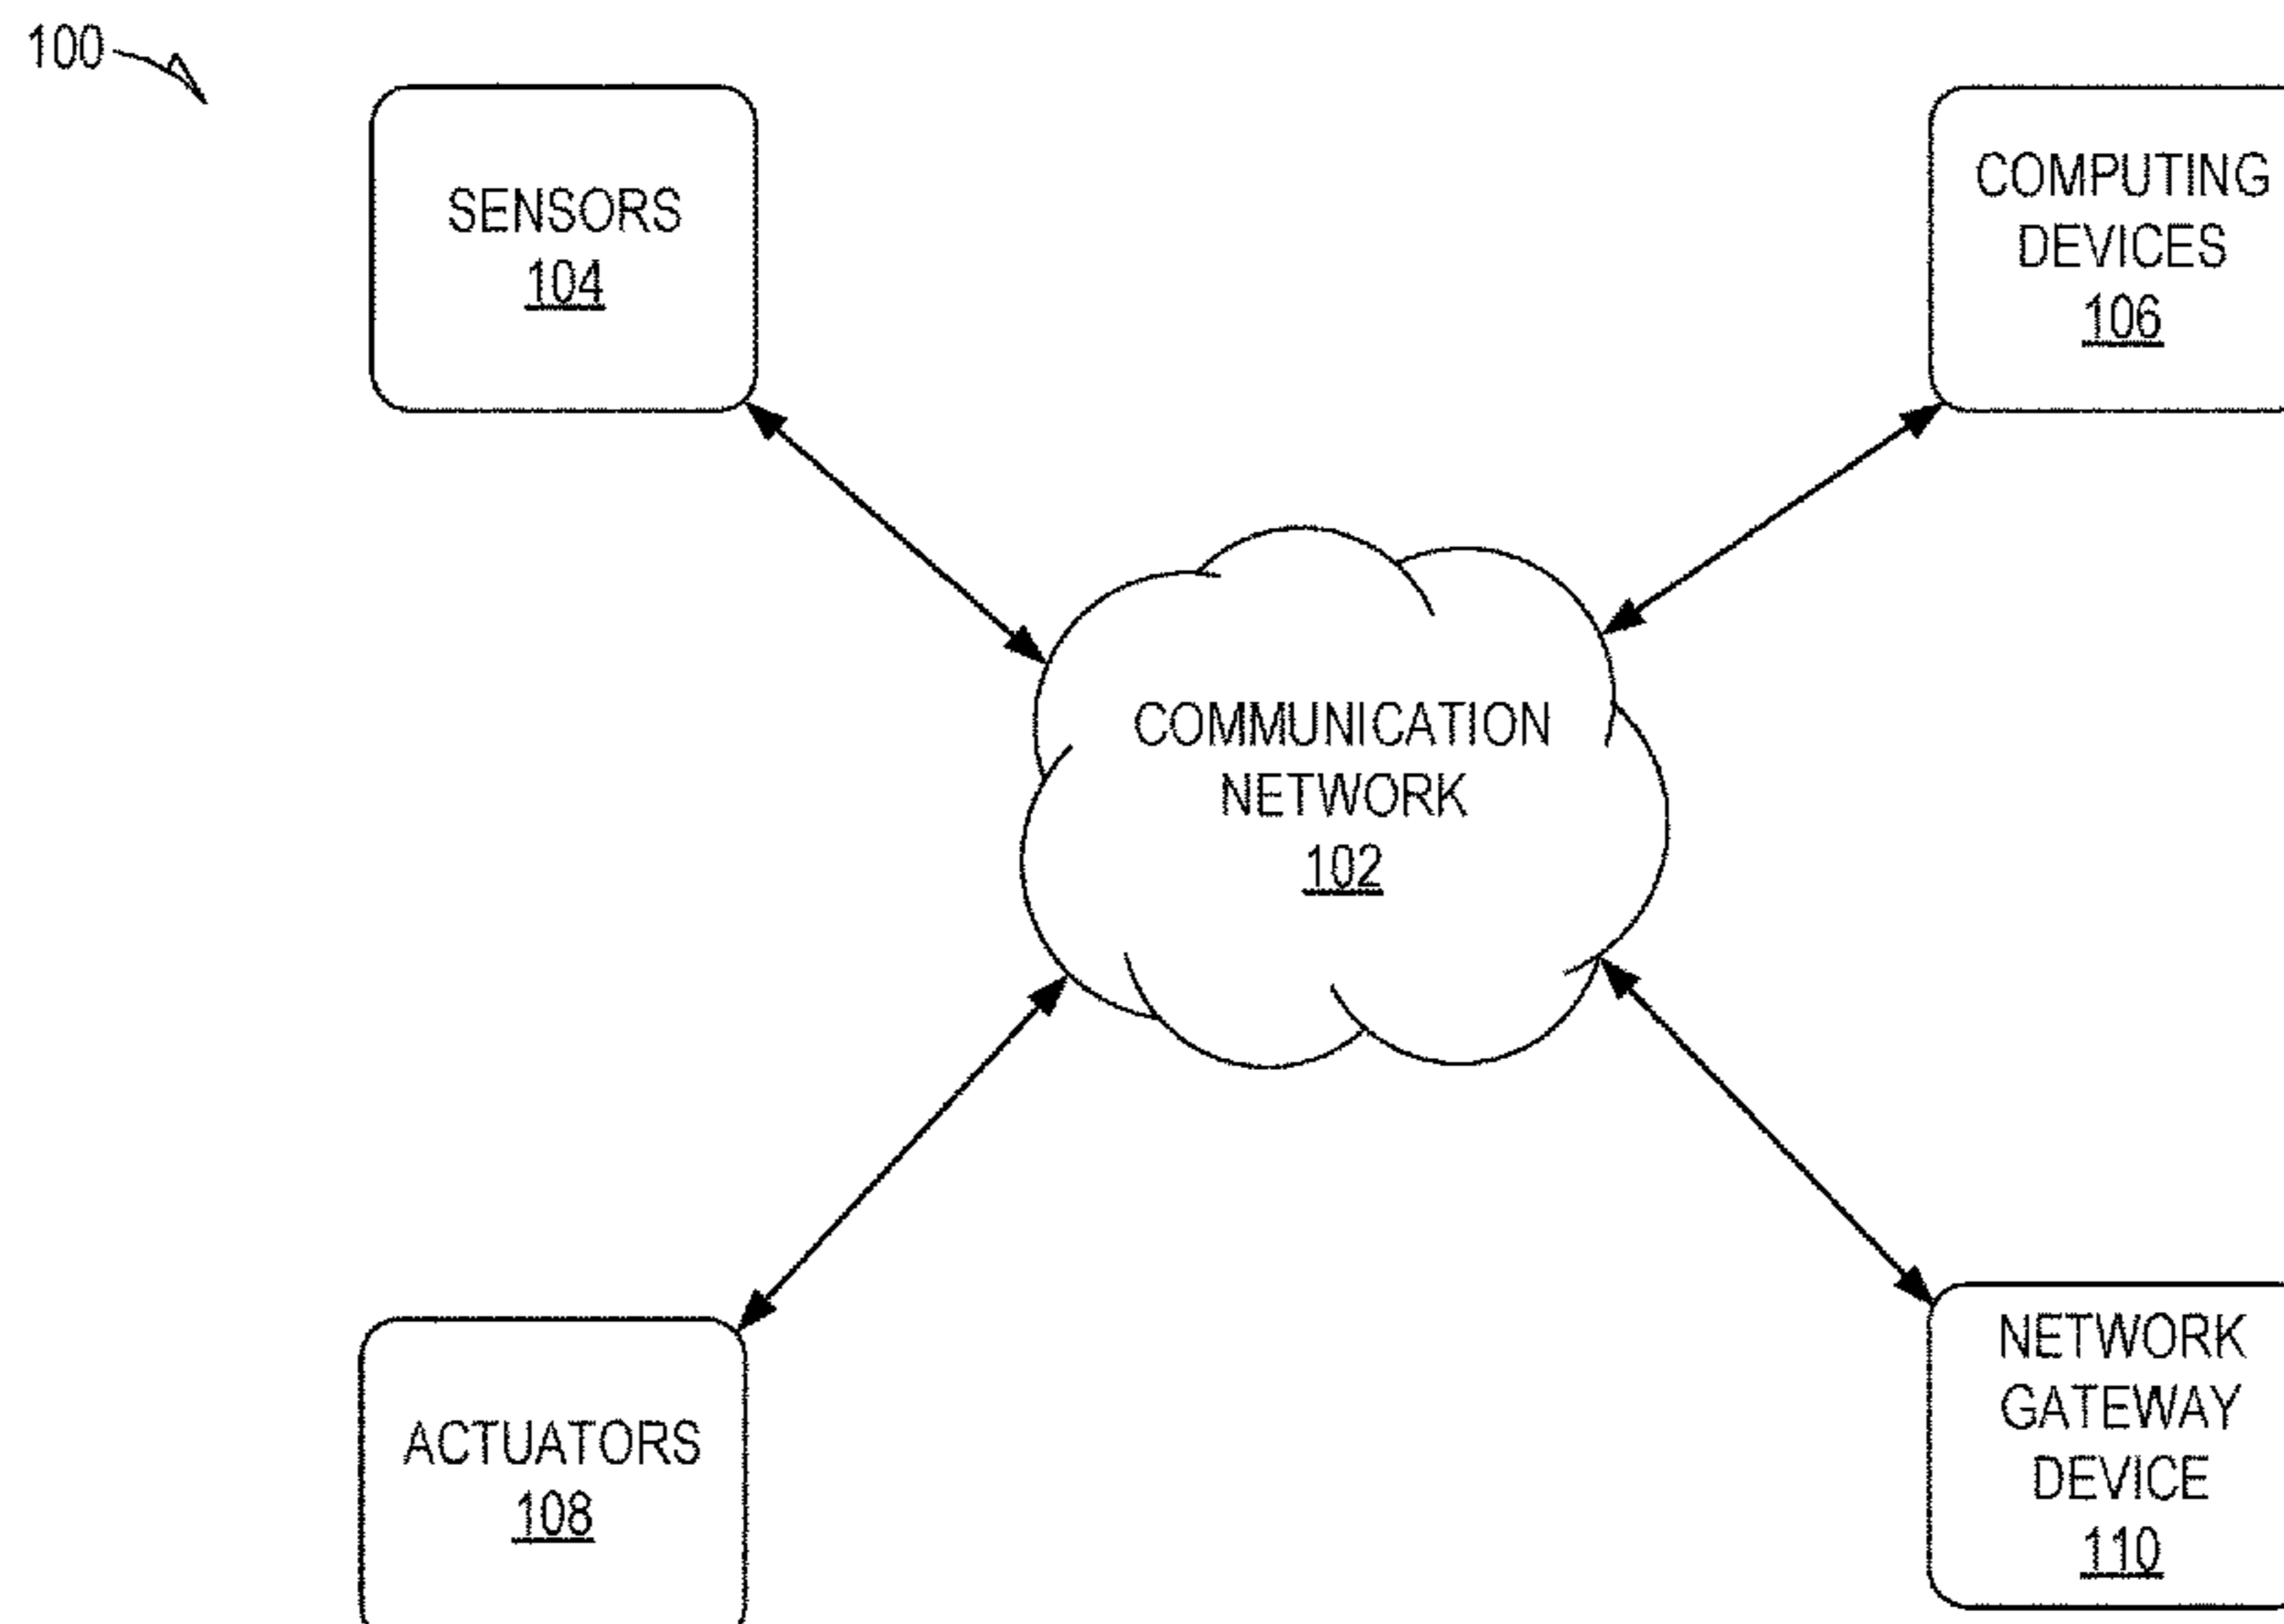 100
SENSORS
104
COMPUTING
DEVICES
106
COMMUNICATION
NETWORK
102
ACTUATORS
108
NETWORK
GATEWAY
DEVICE
110